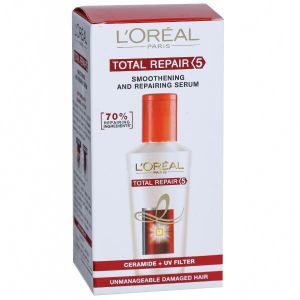 L'ORÉAL
PARIS
TOTAL REPAIR 5
SMOOTHENING
AND REPAIRING SERUM
70%
REPAIRING
INGREDIENTS
L'ORÉAL
PARIS
TOTAL REPAIR 5
CERAMIDE + UV FILTER
UNMANAGEABLE DAMAGED HAIR